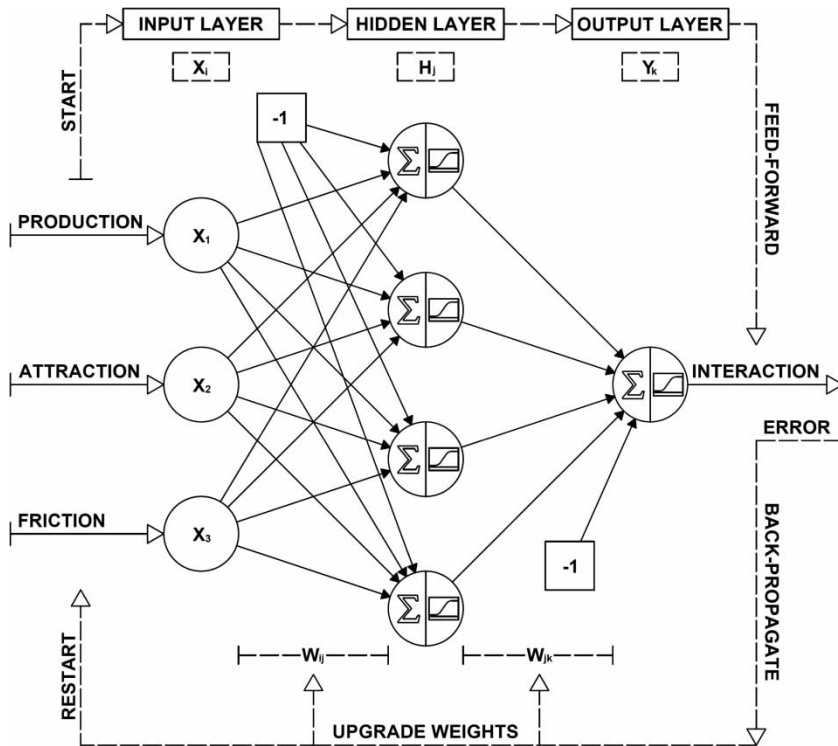 INPUT LAYER
HIDDEN LAYER
OUTPUT LAYER
Xi
Hj
Yk
START
FEED-FORWARD
-1
Σ
PRODUCTION
X1
Σ
ATTRACTION
X2
Σ
INTERACTION
Σ
ERROR
FRICTION
X3
-1
Σ
BACK-PROPAGATE
RESTART
Wij
Wjk
UPGRADE WEIGHTS